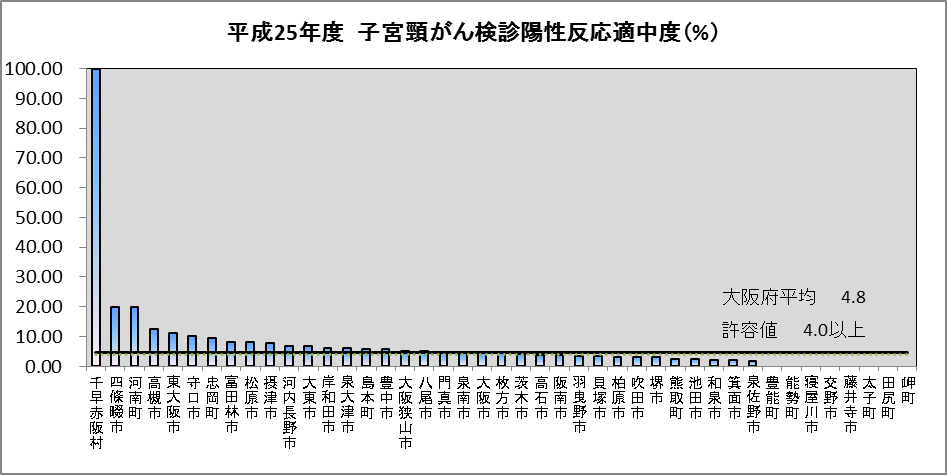 平成25年度 子宮頸がん検診陽性反応適中度(%)
100.00
90.00
80.00
70.00
60.00
50.00
40.00
30.00
20.00
10.00
0.00
大阪府平均 4.8
許容値 4.0以上
千早赤阪村
四條畷市
河南町
高槻市
東大阪市
守口市
忠岡町
富田林市
松原市
摂津市
河内長野市
大東市
岸和田市
泉大津市
島本町
豊中市
大阪狭山市
八尾市
門真市
泉南市
大阪市
枚方市
茨木市
高石市
阪南市
羽曳野市
貝塚市
柏原市
吹田市
堺市
熊取町
池田市
和泉市
箕面市
泉佐野市
豊能町
能勢町
寝屋川市
交野市
藤井寺市
太子町
田尻町
岬町